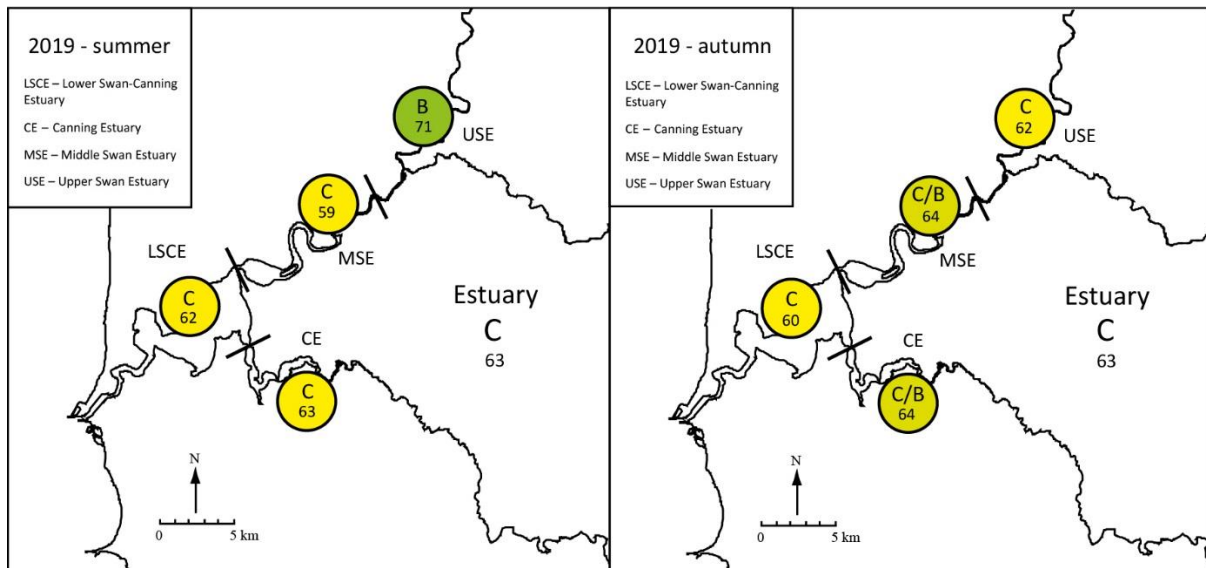 2019 - summer
LSCE – Lower Swan-Canning
Estuary
CE – Canning Estuary
MSE – Middle Swan Estuary
USE – Upper Swan Estuary
B
71
USE
C
59
MSE
LSCE
C
62
Estuary
C
63
CE
C
63
N
0 5 km
2019 - autumn
LSCE – Lower Swan-Canning
Estuary
CE – Canning Estuary
MSE – Middle Swan Estuary
USE – Upper Swan Estuary
C
62
USE
C/B
64
MSE
LSCE
C
60
Estuary
C
63
CE
C/B
64
N
0 5 km